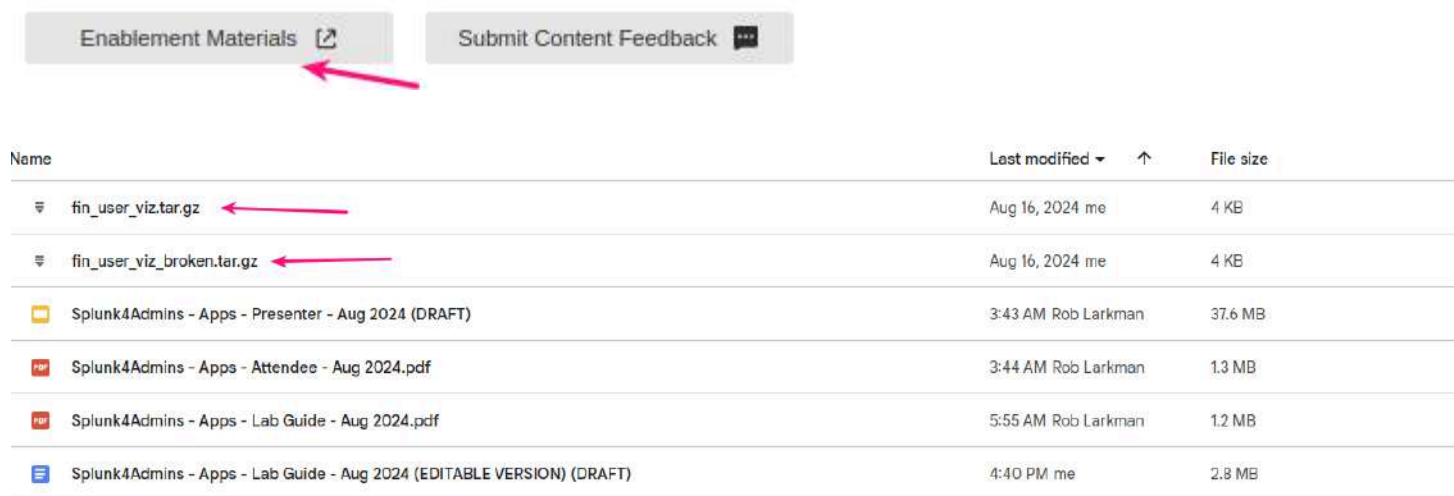 Enablement Materials Submit Content Feedback
Name Last modified File size
fin_user_viz.tar.gz Aug 16, 2024 me 4 KB
fin_user_viz_broken.tar.gz Aug 16, 2024 me 4 KB
Splunk4Admins - Apps - Presenter - Aug 2024 (DRAFT) 3:43 AM Rob Larkman 37.6 MB
PDF Splunk4Admins - Apps - Attendee - Aug 2024.pdf 3:44 AM Rob Larkman 1.3 MB
PDF Splunk4Admins - Apps - Lab Guide - Aug 2024.pdf 5:55 AM Rob Larkman 1.2 MB
Splunk4Admins - Apps - Lab Guide - Aug 2024 (EDITABLE VERSION) (DRAFT) 4:40 PM me 2.8 MB